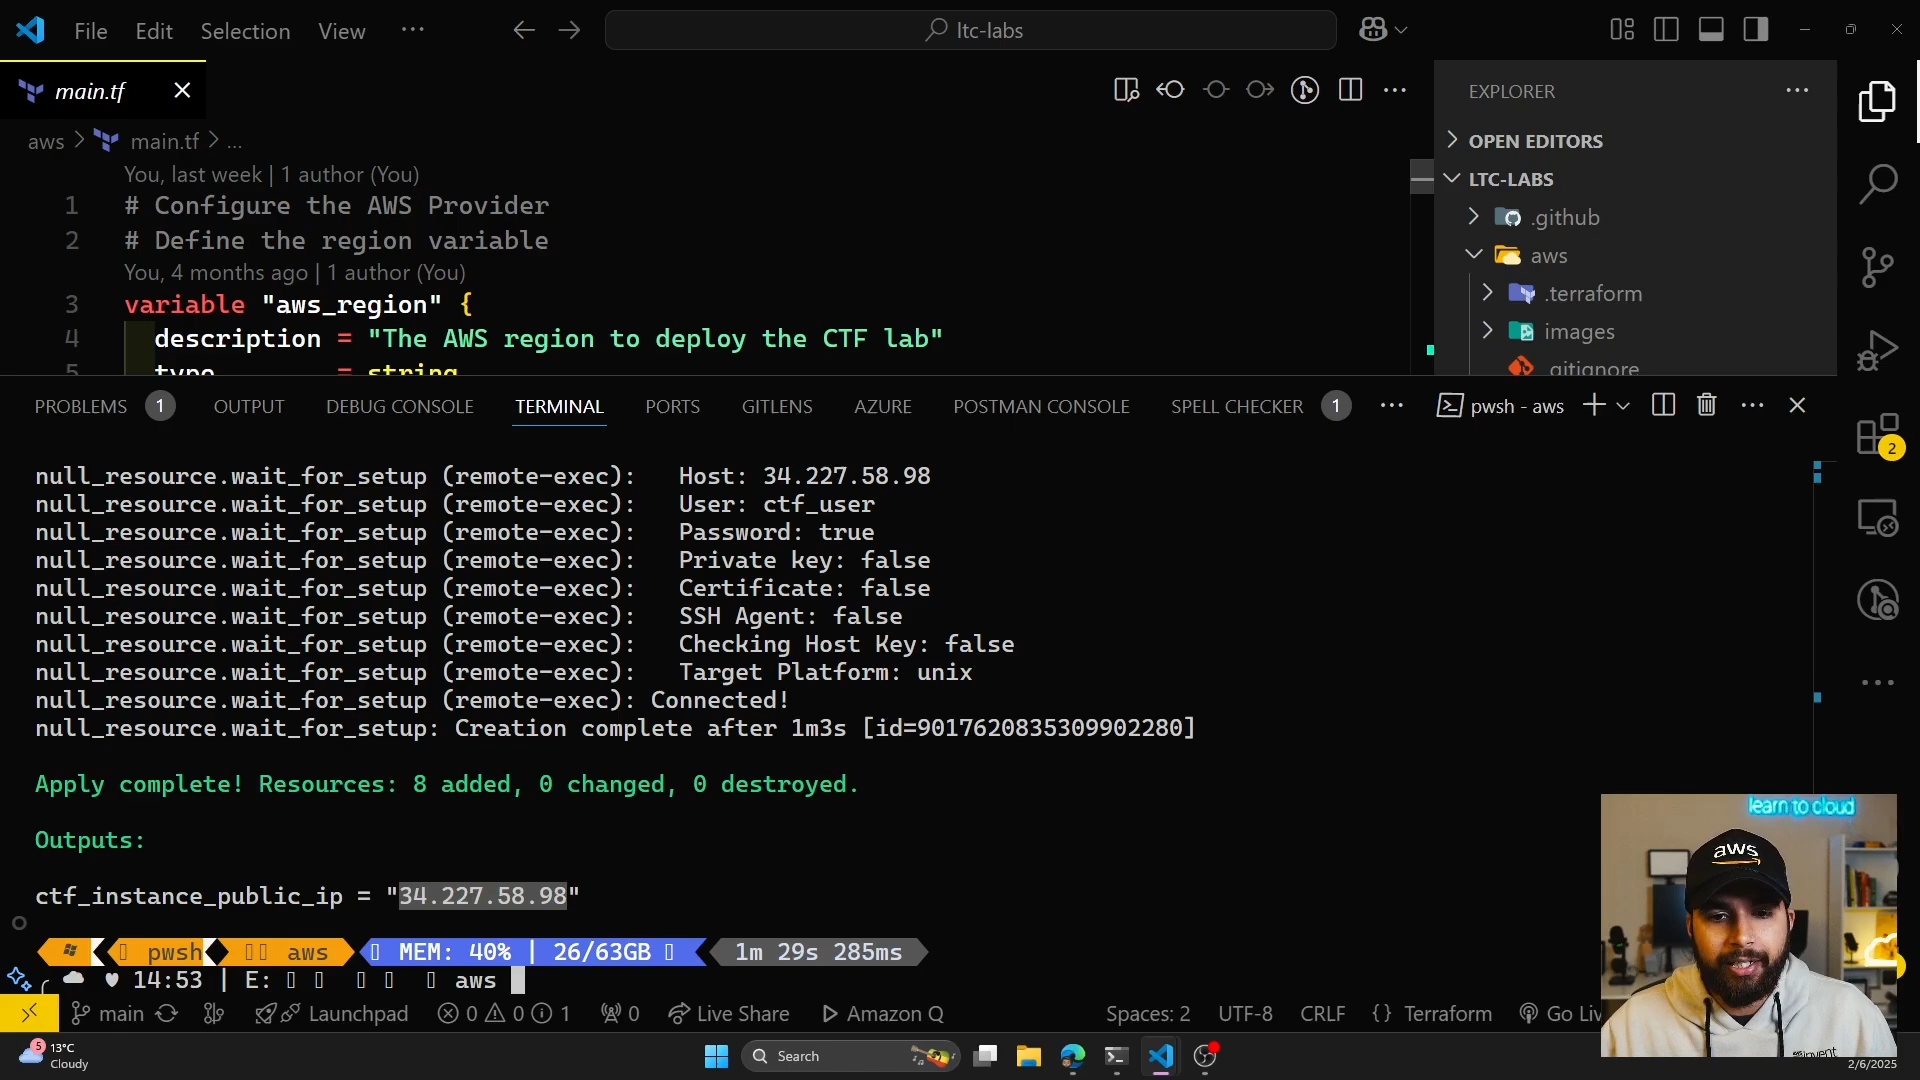 File Edit Selection View ··· ltc-labs
main.tf
aws > main.tf > ...
You, last week | 1 author (You)
1 # Configure the AWS Provider
2 # Define the region variable
You, 4 months ago | 1 author (You)
3 variable "aws_region" {
4 description = "The AWS region to deploy the CTF lab"
5 type = string
EXPLORER
OPEN EDITORS
LTC-LABS
.github
aws
.terraform
images
.gitignore
2
PROBLEMS 1 OUTPUT DEBUG CONSOLE TERMINAL PORTS GITLENS AZURE POSTMAN CONSOLE SPELL CHECKER 1 ··· pwsh - aws
null_resource.wait_for_setup (remote-exec): Host: 34.227.58.98
null_resource.wait_for_setup (remote-exec): User: ctf_user
null_resource.wait_for_setup (remote-exec): Password: true
null_resource.wait_for_setup (remote-exec): Private key: false
null_resource.wait_for_setup (remote-exec): Certificate: false
null_resource.wait_for_setup (remote-exec): SSH Agent: false
null_resource.wait_for_setup (remote-exec): Checking Host Key: false
null_resource.wait_for_setup (remote-exec): Target Platform: unix
null_resource.wait_for_setup (remote-exec): Connected!
null_resource.wait_for_setup: Creation complete after 1m3s [id=9017620835309902280]
Apply complete! Resources: 8 added, 0 changed, 0 destroyed.
Outputs:
ctf_instance_public_ip = "34.227.58.98"
pwsh aws MEM: 40% | 26/63GB 1m 29s 285ms
14:53 | E: aws
learn to cloud
aws
main Launchpad 0 0 1 0 Live Share Amazon Q Spaces: 2 UTF-8 CRLF {} Terraform Go Liv
5 13°C
Cloudy
Search
2/6/2025